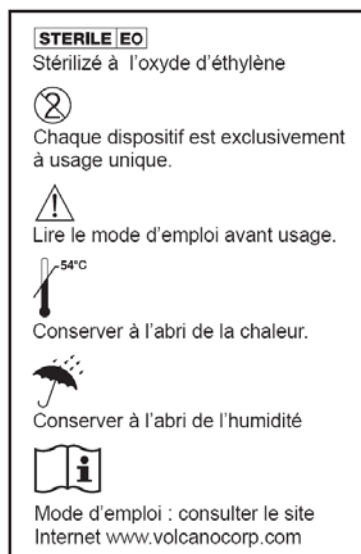 STERILE EO
Stérilizé à l'oxyde d'éthylène
2
Chaque dispositif est exclusivement
à usage unique.
!
Lire le mode d'emploi avant usage.
54°C
Conserver à l'abri de la chaleur.
Conserver à l'abri de l'humidité
i
Mode d'emploi : consulter le site
Internet www.volcanocorp.com